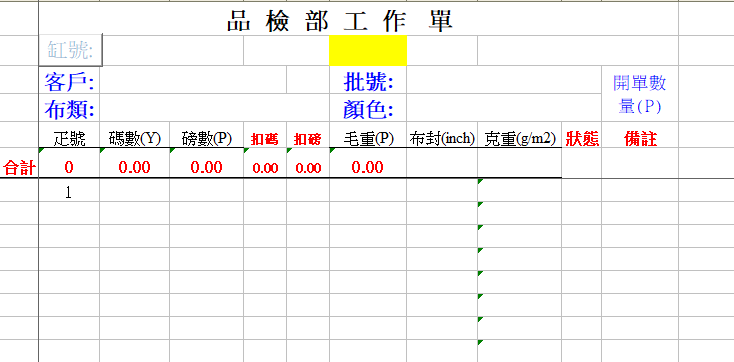 品檢部工作單
缸號:
客戶: 批號: 開單數
布類: 顏色: 量(P)
疋號 碼數(Y) 磅數(P) 扣碼 扣磅 毛重(P) 布封(inch) 克重(g/m2) 狀態 備註
合計 0 0.00 0.00 0.00 0.00 0.00
1